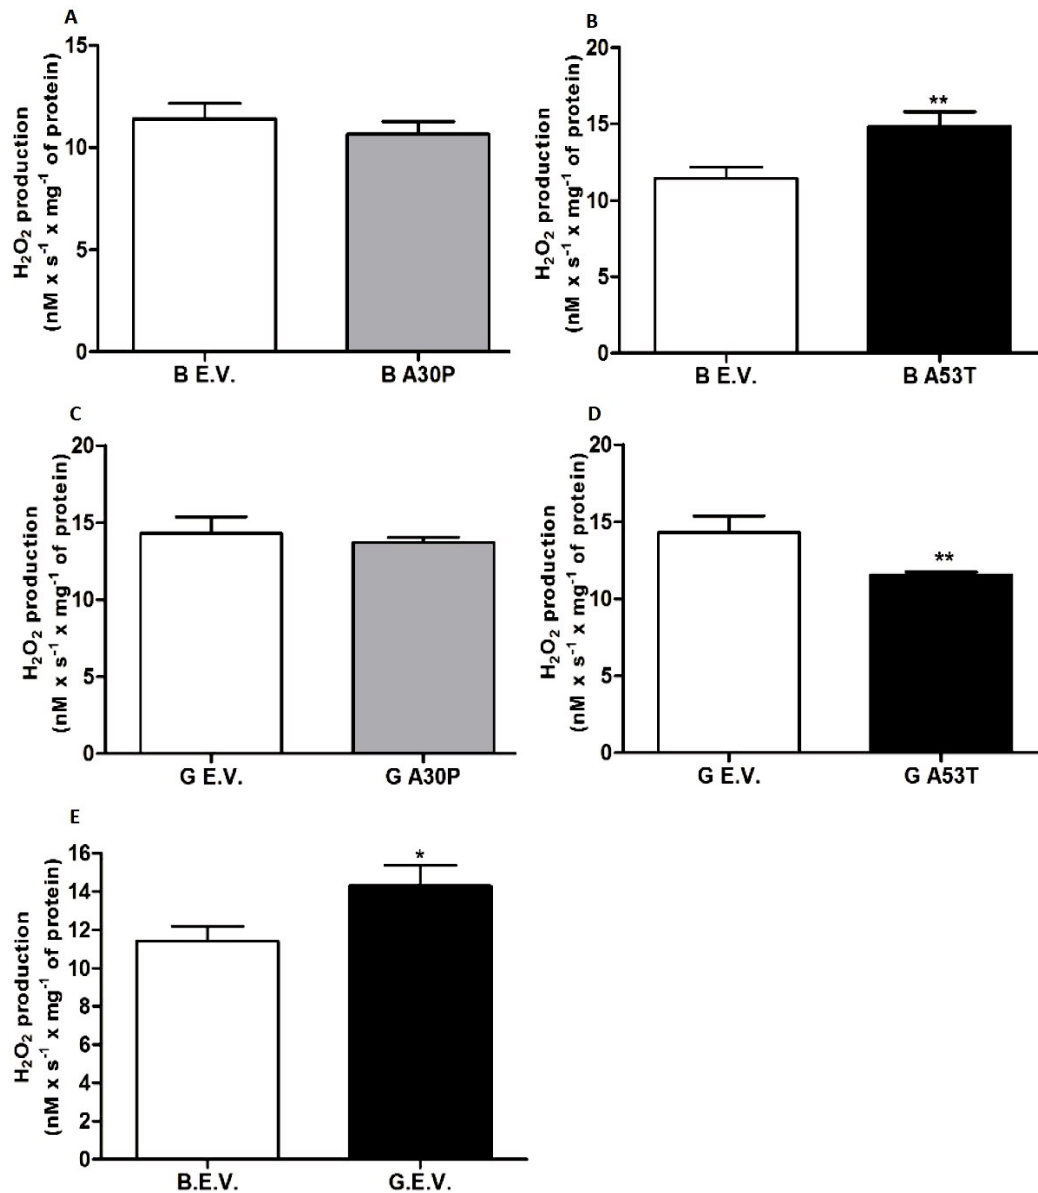 A
H₂O₂ production
(nM x s⁻¹ x mg⁻¹ of protein)
15
10
5
0
B E.V.
B A30P
B
H₂O₂ production
(nM x s⁻¹ x mg⁻¹ of protein)
20
15
10
5
0
**
B E.V.
B A53T
C
H₂O₂ production
(nM x s⁻¹ x mg⁻¹ of protein)
20
15
10
5
0
G E.V.
G A30P
D
H₂O₂ production
(nM x s⁻¹ x mg⁻¹ of protein)
20
15
10
5
0
**
G E.V.
G A53T
E
H₂O₂ production
(nM x s⁻¹ x mg⁻¹ of protein)
16
14
12
10
8
6
4
2
0
*
B.E.V.
G.E.V.